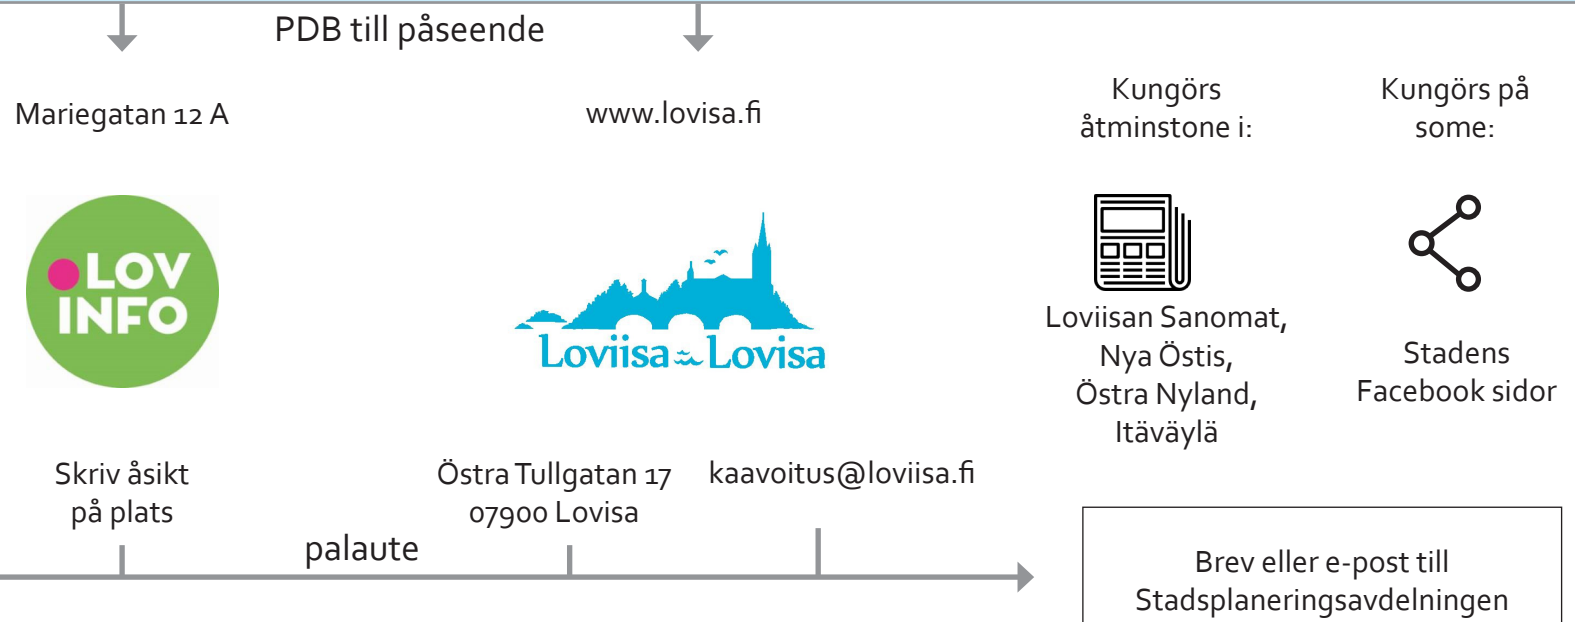 PDB till påseende
Mariegatan 12 A
www.lovisa.fi
Kungörs
åtminstone i:
Kungörs på
some:
LOV
INFO
Loviisa Lovisa
Loviisan Sanomat,
Nya Östis,
Östra Nyland,
Itäväylä
Stadens
Facebook sidor
Skriv åsikt
på plats
Östra Tullgatan 17
07900 Lovisa
kaavoitus@loviisa.fi
palaute
Brev eller e-post till
Stadsplaneringsavdelningen